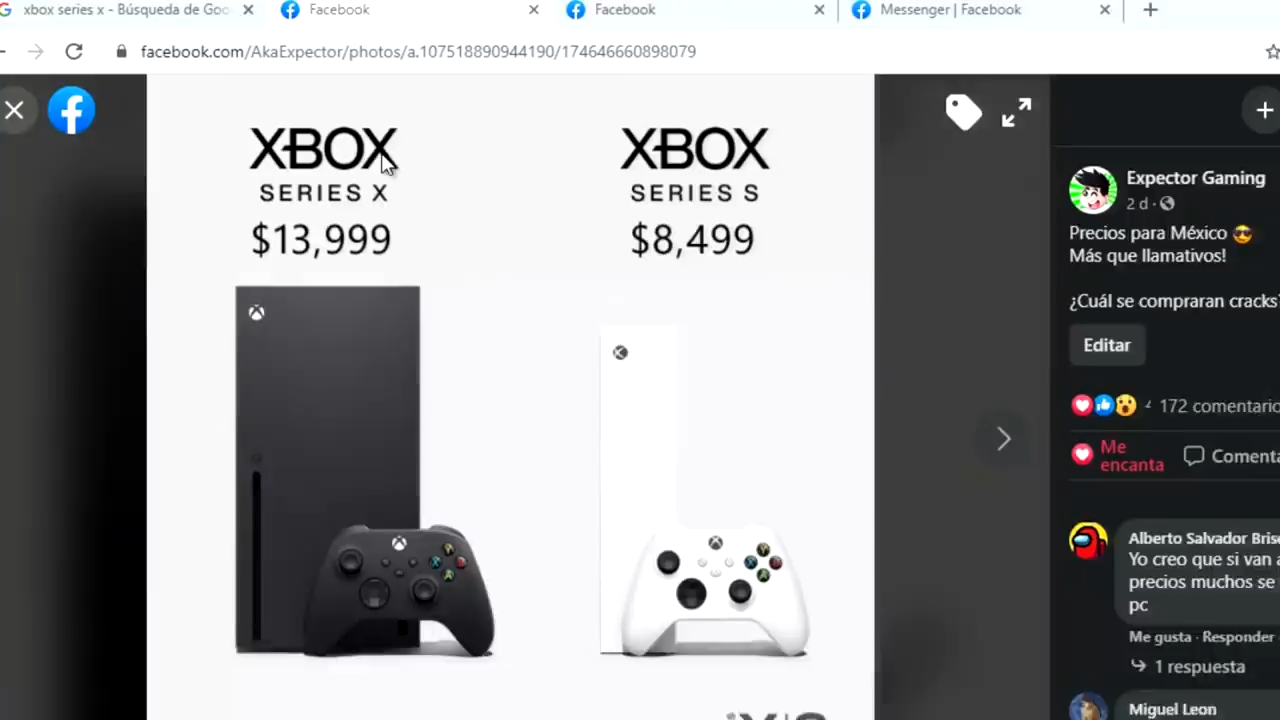 xbox series x - Búsqueda de Goo
Facebook
Facebook
Messenger | Facebook
facebook.com/AkaExpector/photos/a.107518890944190/174646660898079
XBOX
SERIES X
$13,999
XBOX
SERIES S
$8,499
Expector Gaming
2 d
Precios para México
Más que llamativos!
¿Cuál se compraran cracks?
Editar
172 comentario
Me
encanta
Comenta
Alberto Salvador Brise
Yo creo que si van a
precios muchos se
pc
Me gusta · Responder
1 respuesta
Miguel Leon